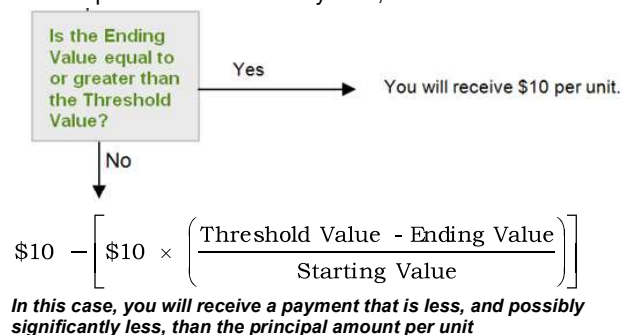 Is the Ending
Value equal to
or greater than
the Threshold
Value?
Yes
You will receive $10 per unit.
No
$10 − [ $10 × ( Threshold Value - Ending Value / Starting Value ) ]
In this case, you will receive a payment that is less, and possibly
significantly less, than the principal amount per unit